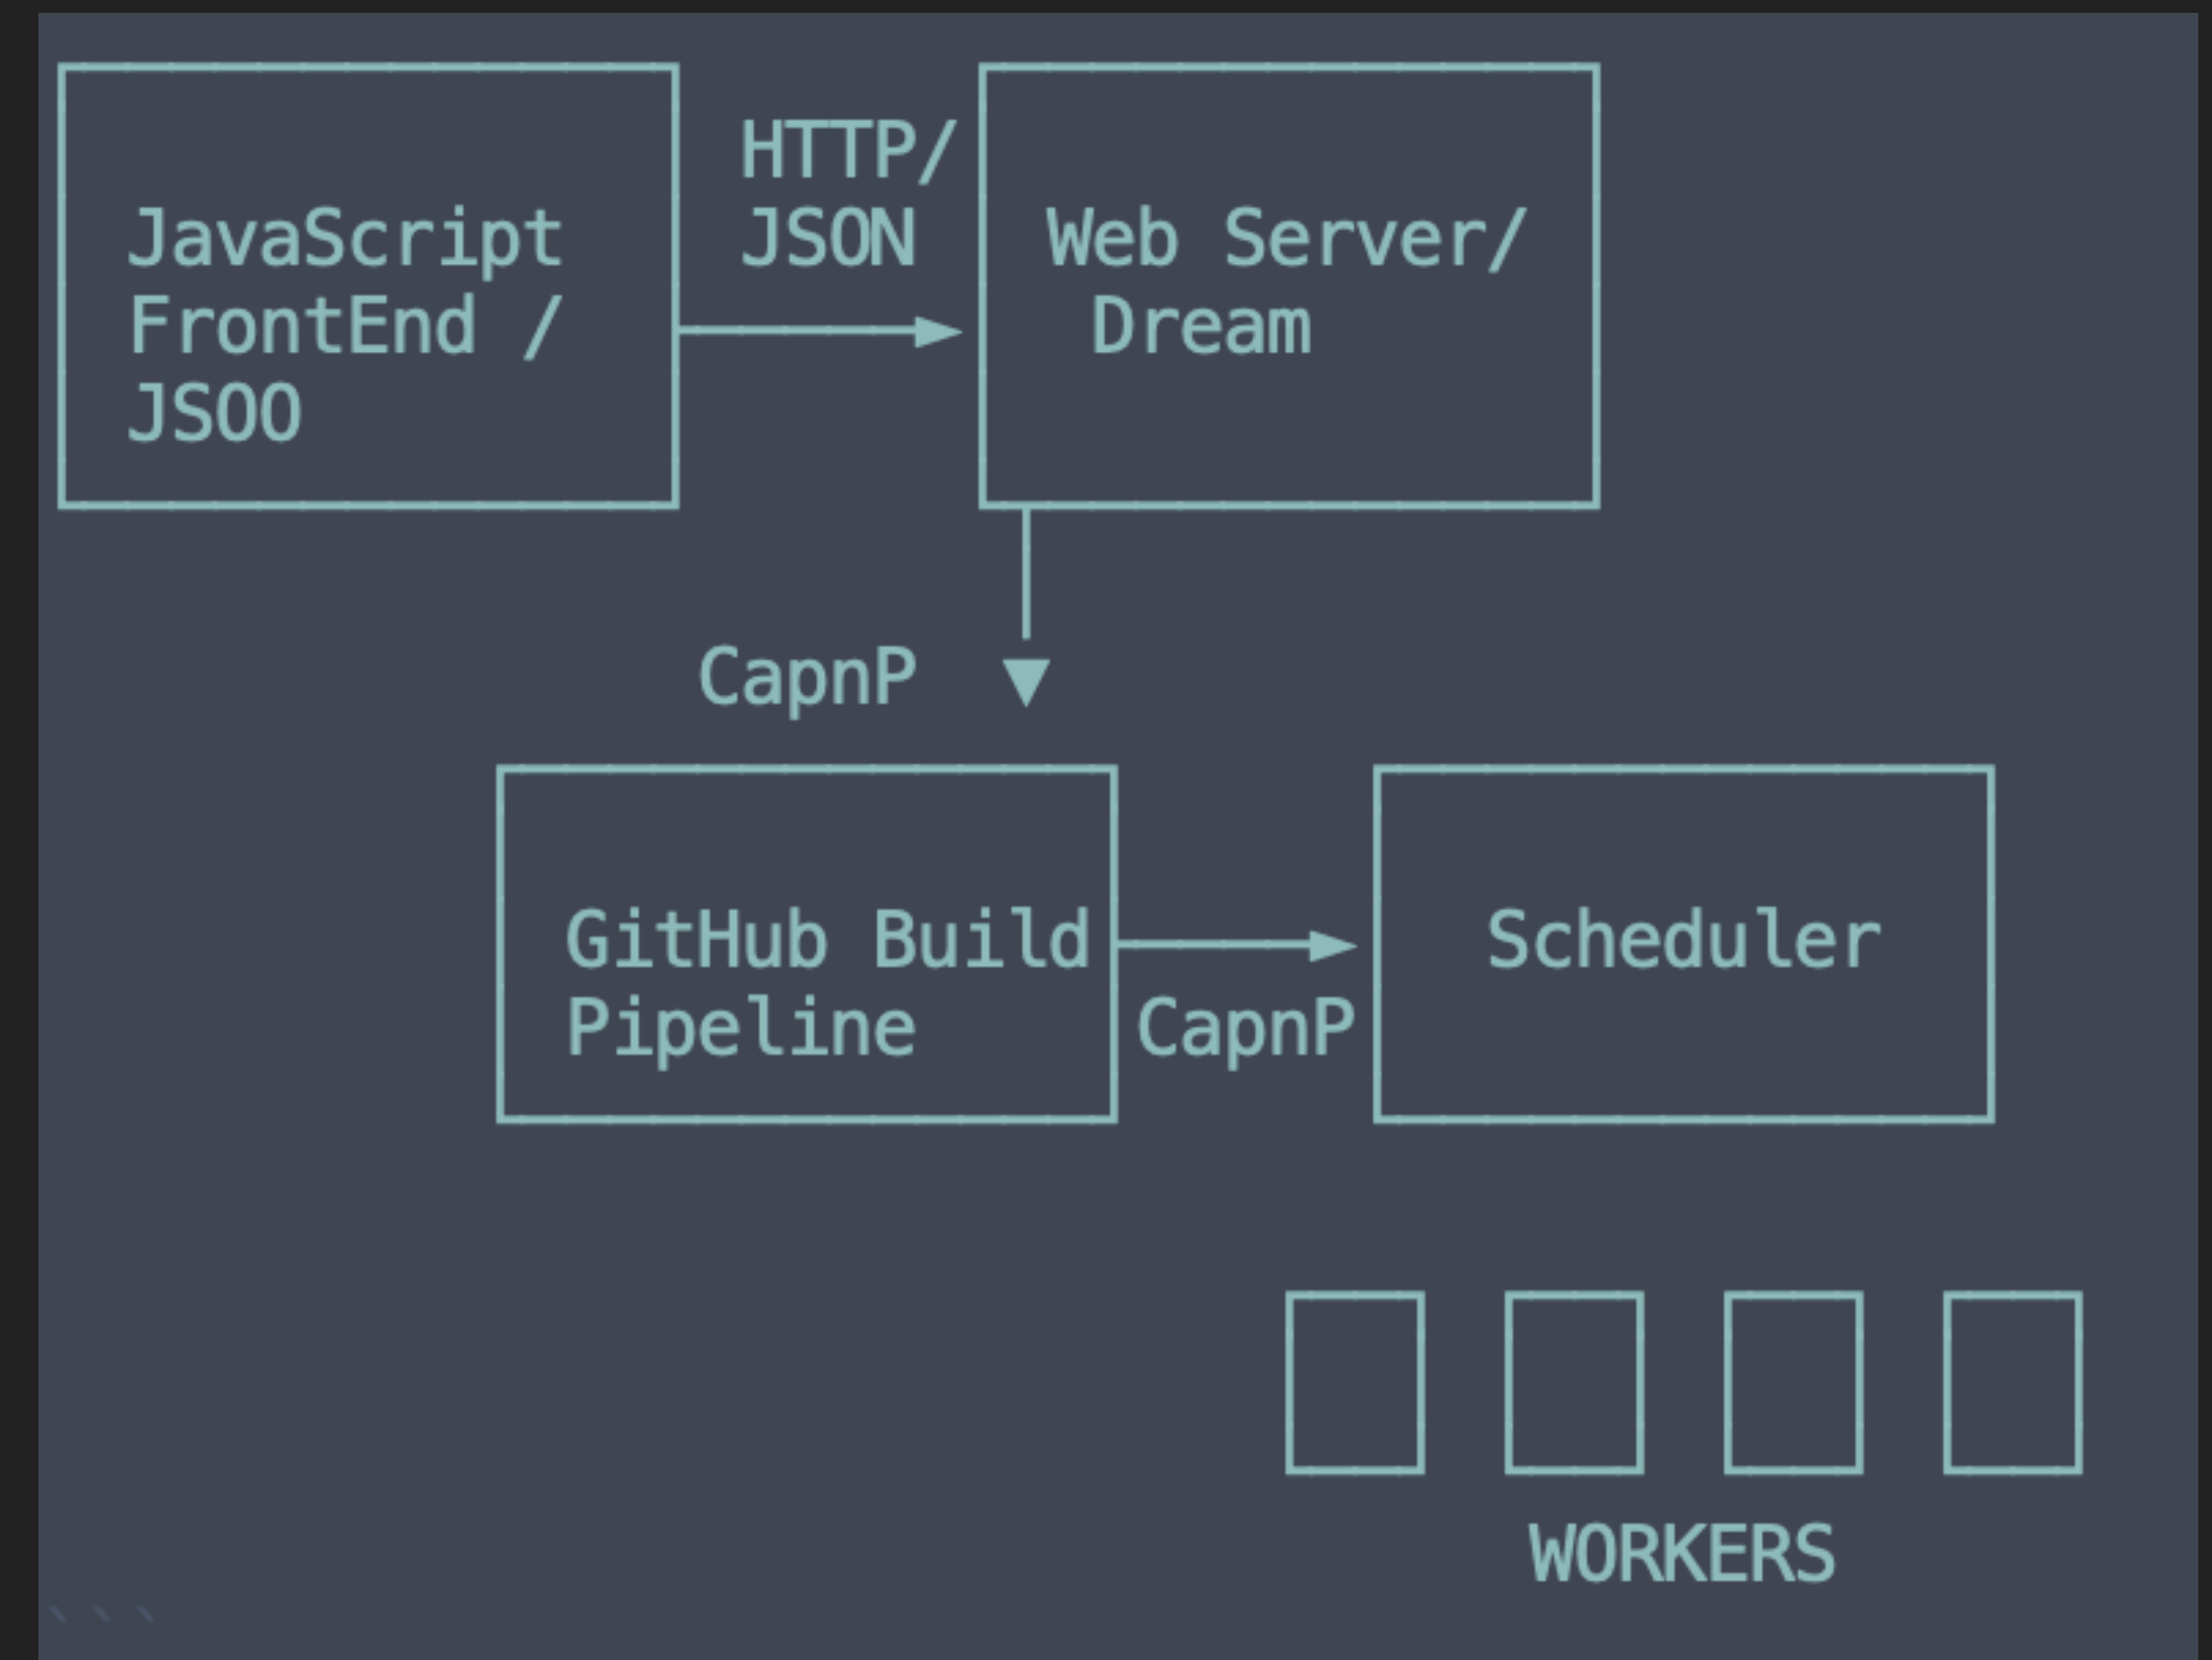 HTTP/
JavaScript
JSON
Web Server/
FrontEnd /
Dream
JSOO
CapnP
GitHub Build
Scheduler
Pipeline
CapnP
WORKERS
```